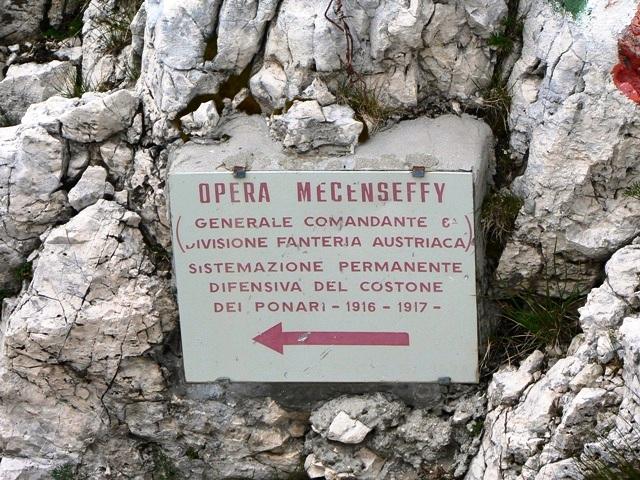 OPERA MECENSEFFY
(GENERALE COMANDANTE 6ª
DIVISIONE FANTERIA AUSTRIACA)
SISTEMAZIONE PERMANENTE
DIFENSIVA DEL COSTONE
DEI PONARI - 1916 - 1917 -